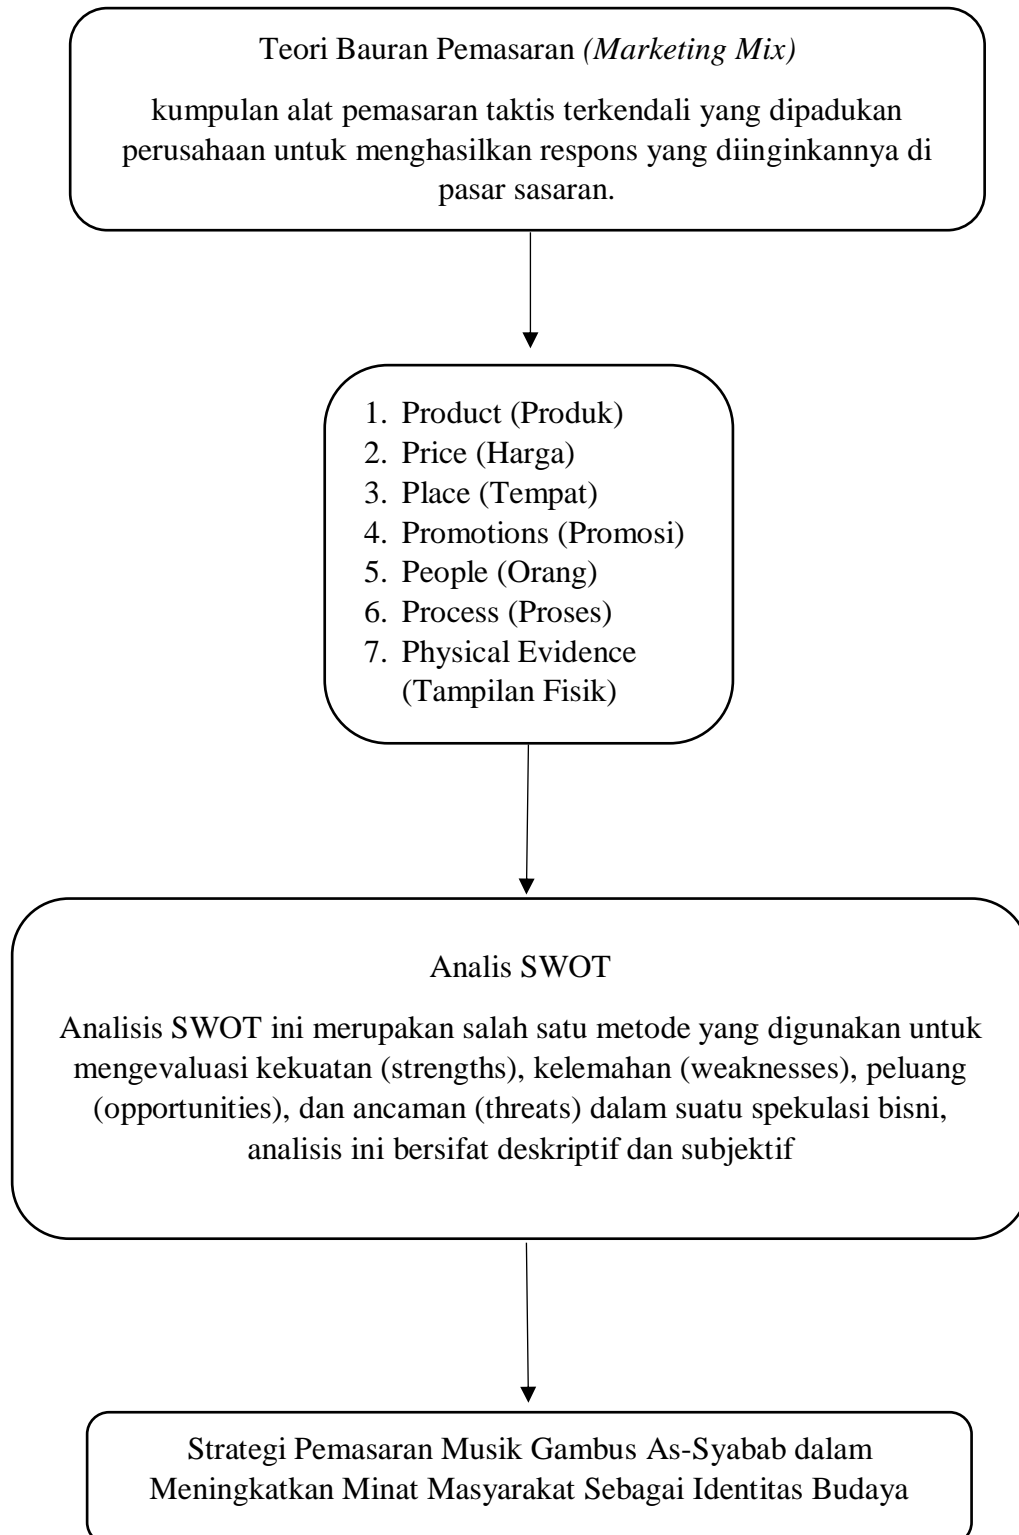 Teori Bauran Pemasaran (Marketing Mix)
kumpulan alat pemasaran taktis terkendali yang dipadukan
perusahaan untuk menghasilkan respons yang diinginkannya di
pasar sasaran.
1. Product (Produk)
2. Price (Harga)
3. Place (Tempat)
4. Promotions (Promosi)
5. People (Orang)
6. Process (Proses)
7. Physical Evidence
(Tampilan Fisik)
Analis SWOT
Analisis SWOT ini merupakan salah satu metode yang digunakan untuk
mengevaluasi kekuatan (strengths), kelemahan (weaknesses), peluang
(opportunities), dan ancaman (threats) dalam suatu spekulasi bisni,
analisis ini bersifat deskriptif dan subjektif
Strategi Pemasaran Musik Gambus As-Syabab dalam
Meningkatkan Minat Masyarakat Sebagai Identitas Budaya